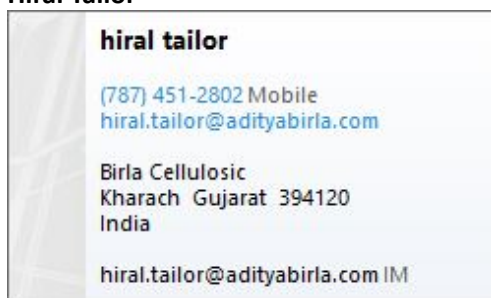 hiral tailor
(787) 451-2802 Mobile
hiral.tailor@adityabirla.com
Birla Cellulosic
Kharach Gujarat 394120
India
hiral.tailor@adityabirla.com IM